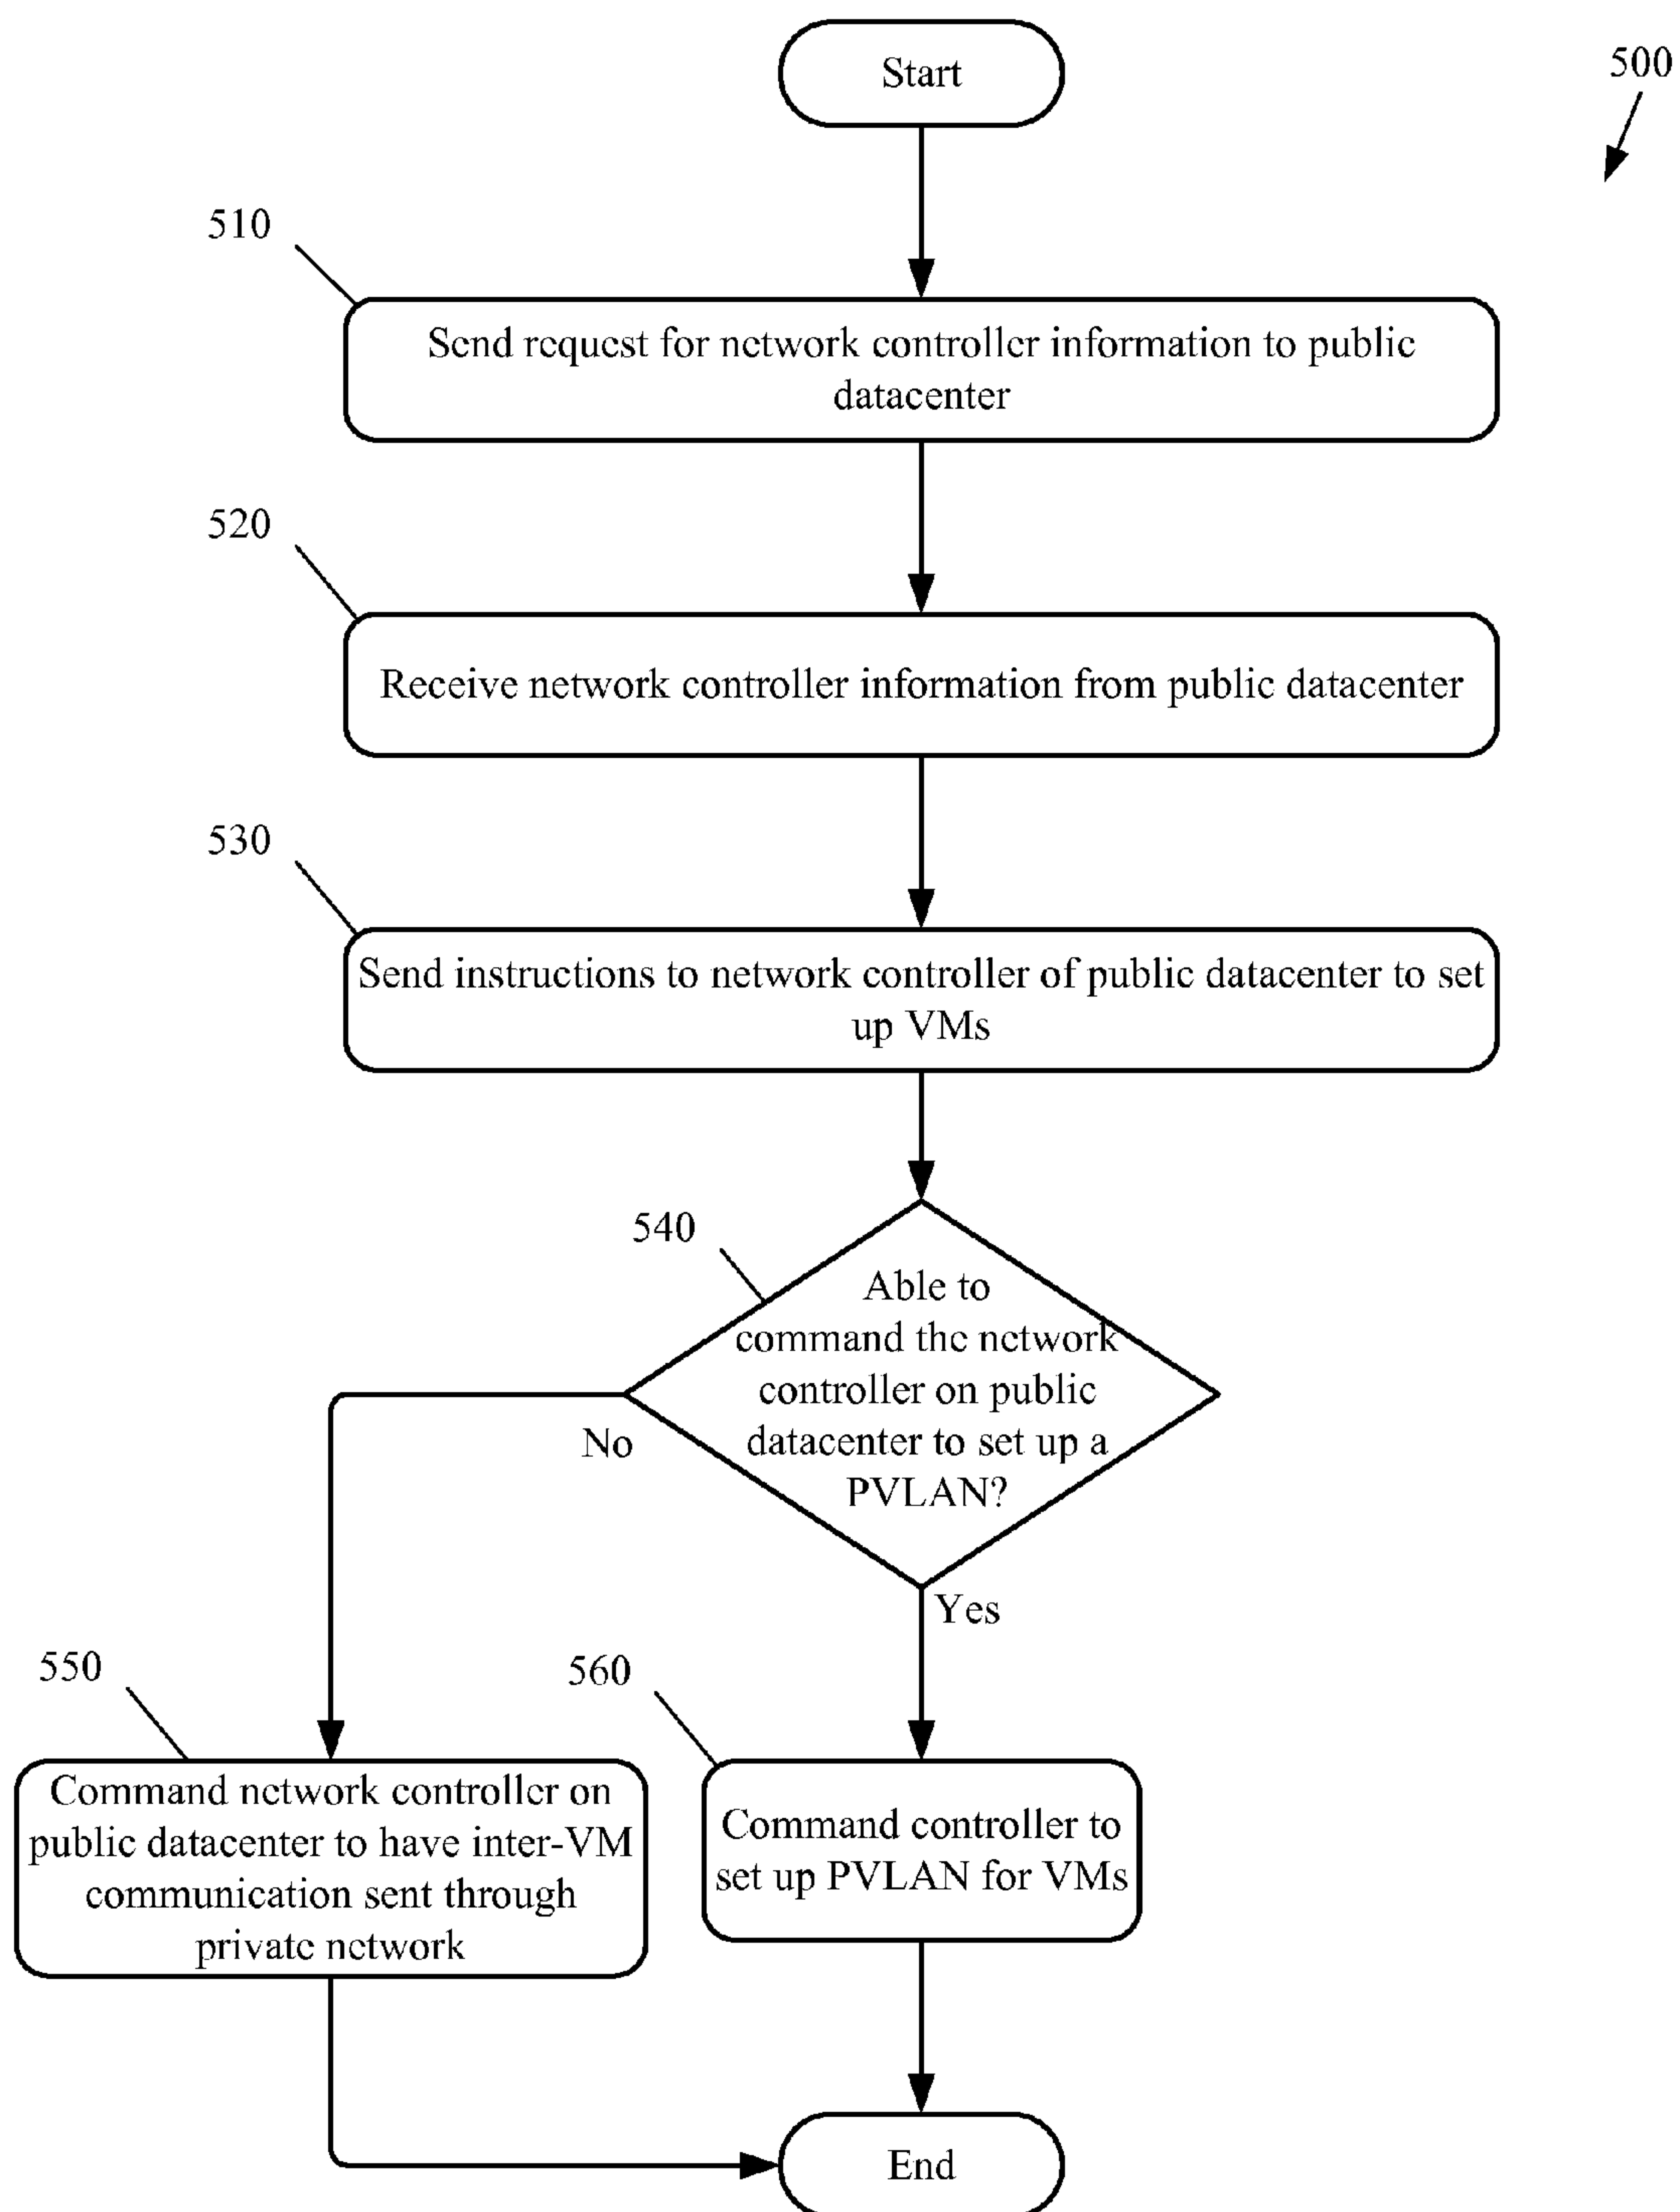 Start
500
510
Send request for network controller information to public
datacenter
520
Receive network controller information from public datacenter
530
Send instructions to network controller of public datacenter to set
up VMs
540
Able to
command the network
controller on public
datacenter to set up a
PVLAN?
No
Yes
550
Command network controller on
public datacenter to have inter-VM
communication sent through
private network
560
Command controller to
set up PVLAN for VMs
End